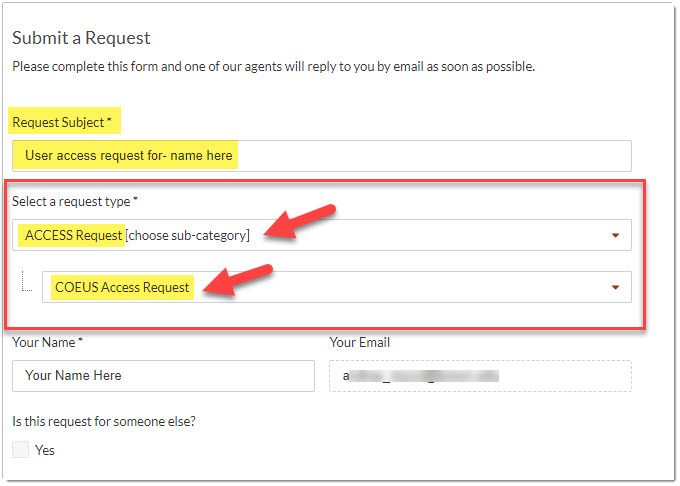 Submit a Request
Please complete this form and one of our agents will reply to you by email as soon as possible.
Request Subject *
User access request for- name here
Select a request type *
ACCESS Request [choose sub-category]
COEUS Access Request
Your Name *
Your Email
Your Name Here
Is this request for someone else?
Yes